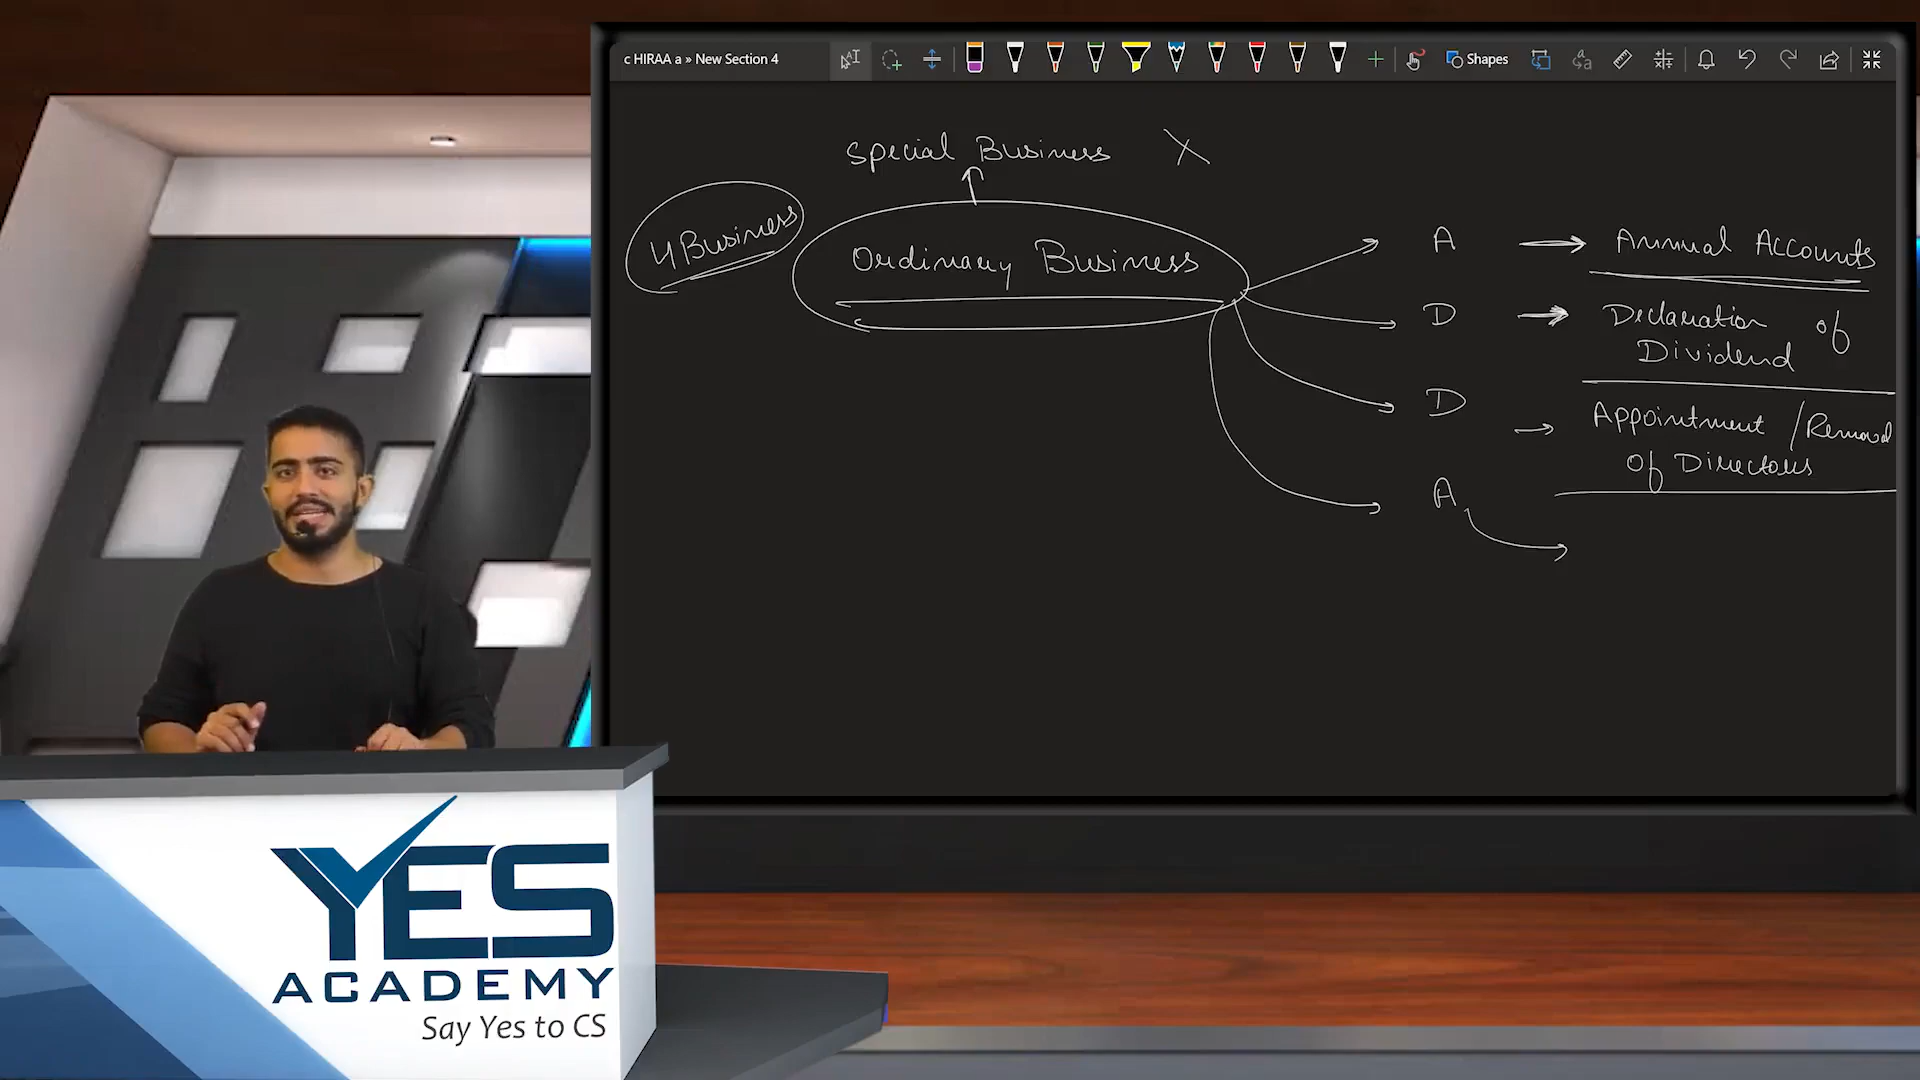 c HIRAA a » New Section 4
Shapes
Special Business X
4 Business
Ordinary Business
A → Annual Accounts
D → Declaration of
Dividend
D → Appointment / Removal
of Directors
A
YES
ACADEMY
Say Yes to CS